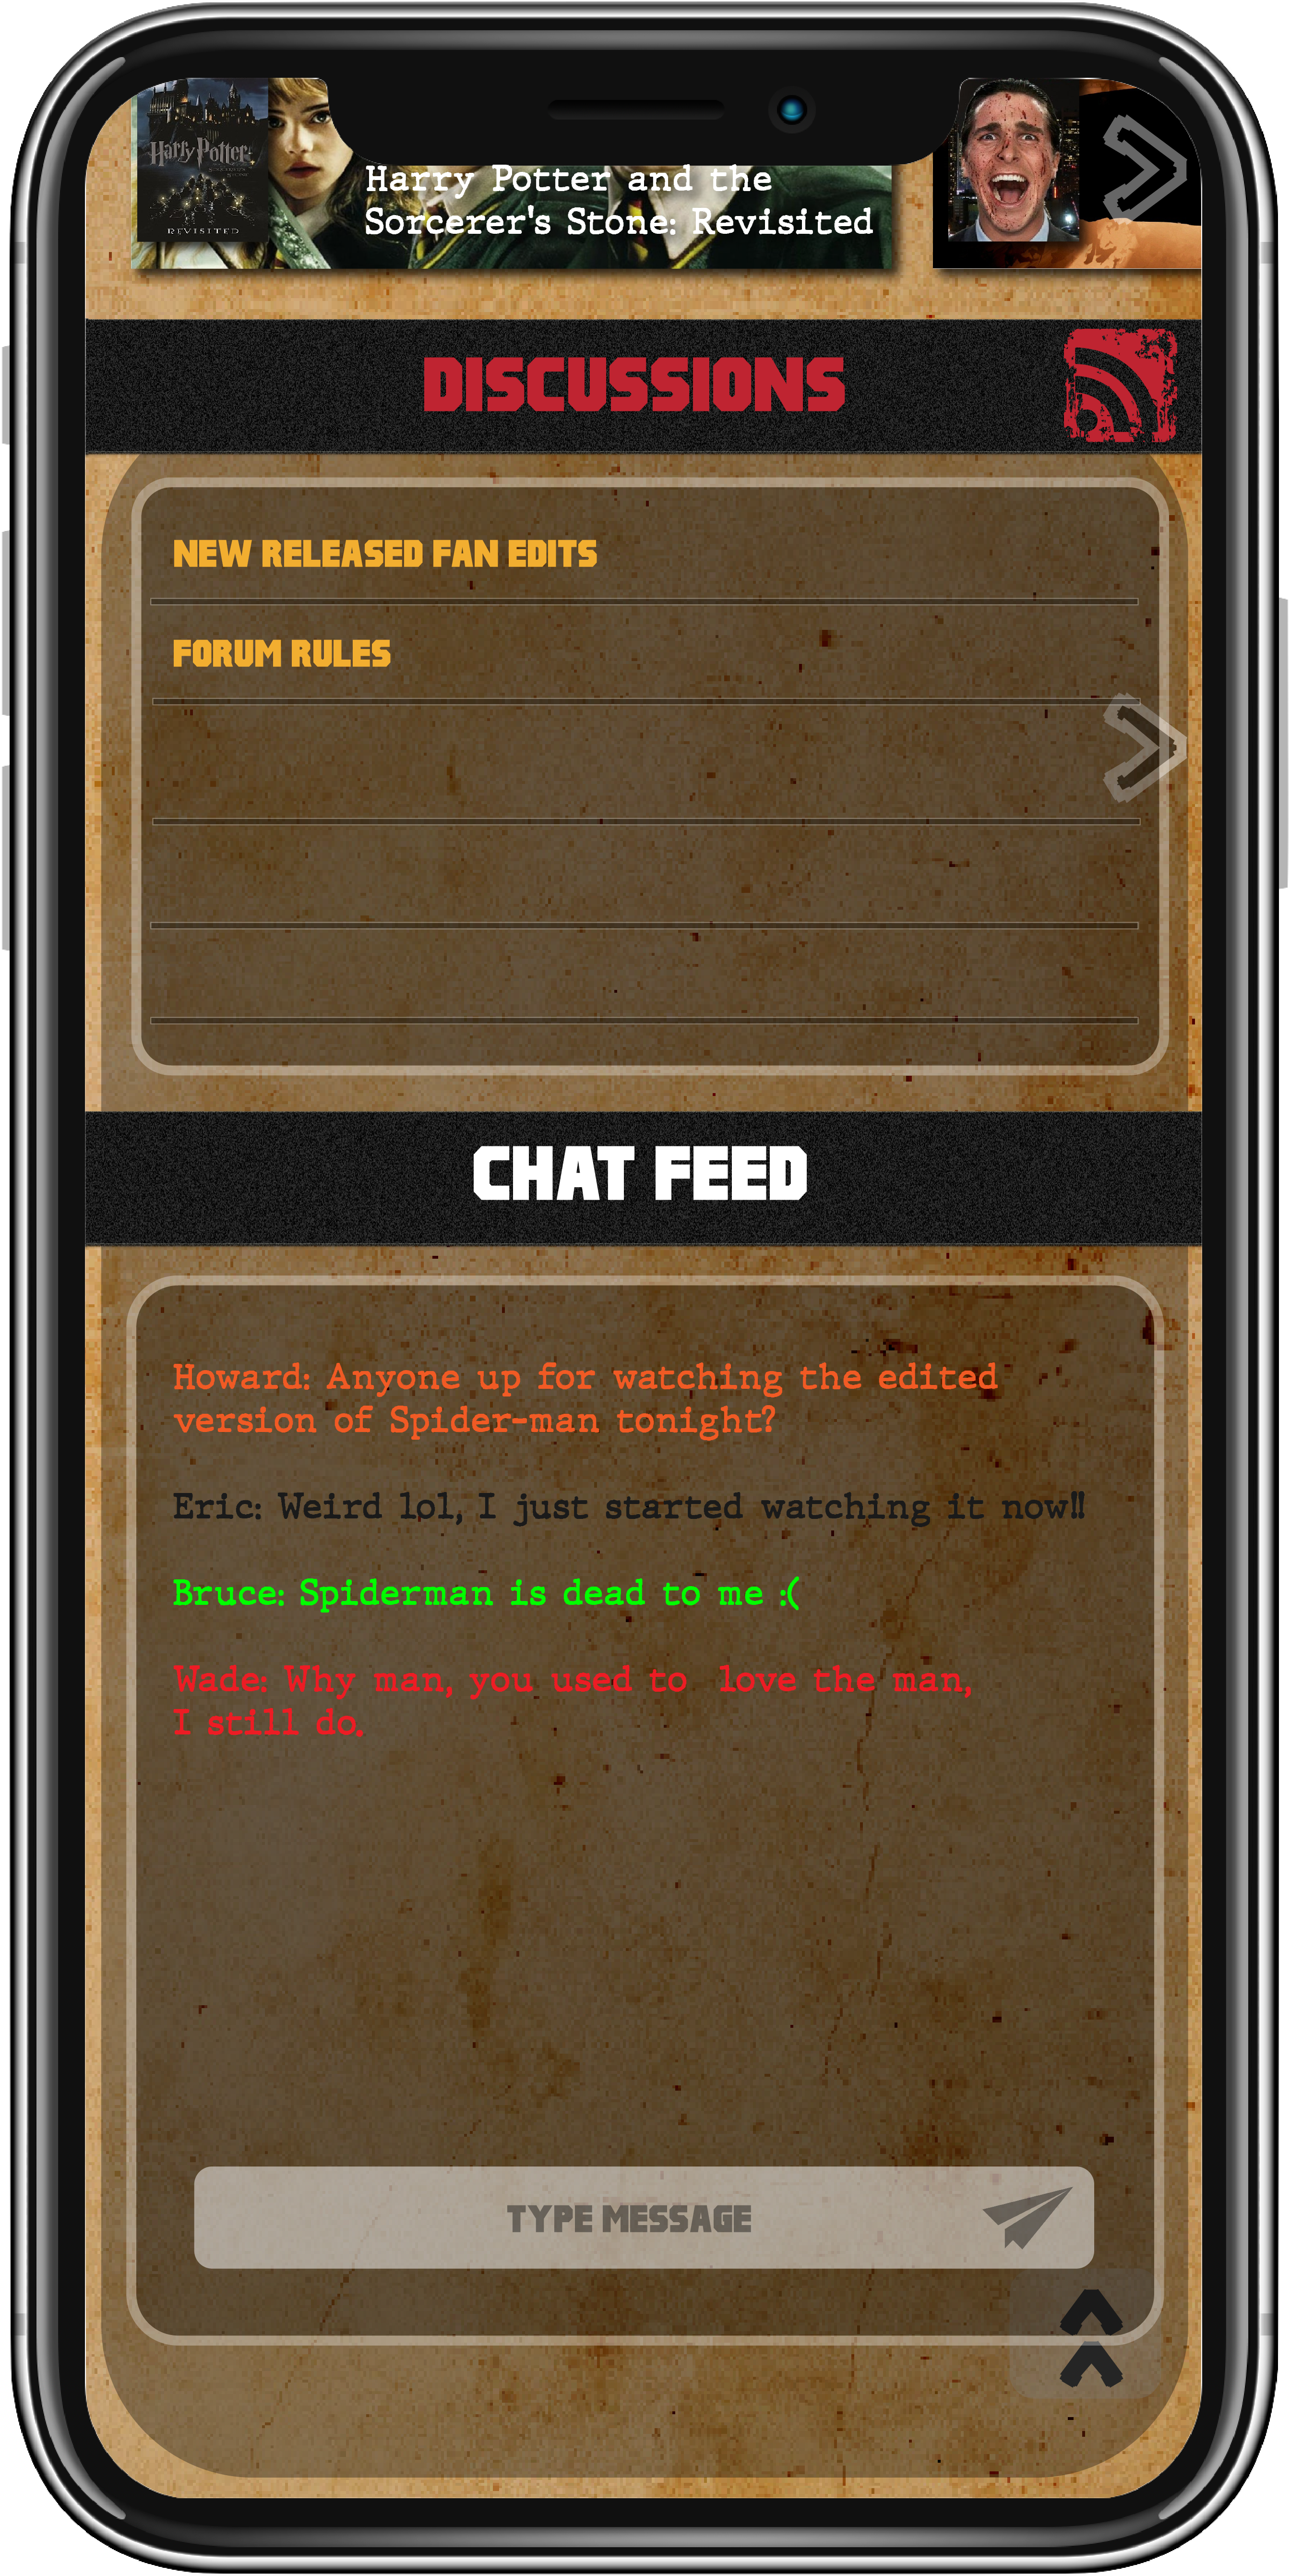 Harry Potter
REVISITED
Harry Potter and the
Sorcerer's Stone: Revisited
DISCUSSIONS
NEW RELEASED FAN EDITS
FORUM RULES
CHAT FEED
Howard: Anyone up for watching the edited
version of Spider-man tonight?
Eric: Weird lol, I just started watching it now!!
Bruce: Spiderman is dead to me :(
Wade: Why man, you used to  love the man,
I still do.
TYPE MESSAGE